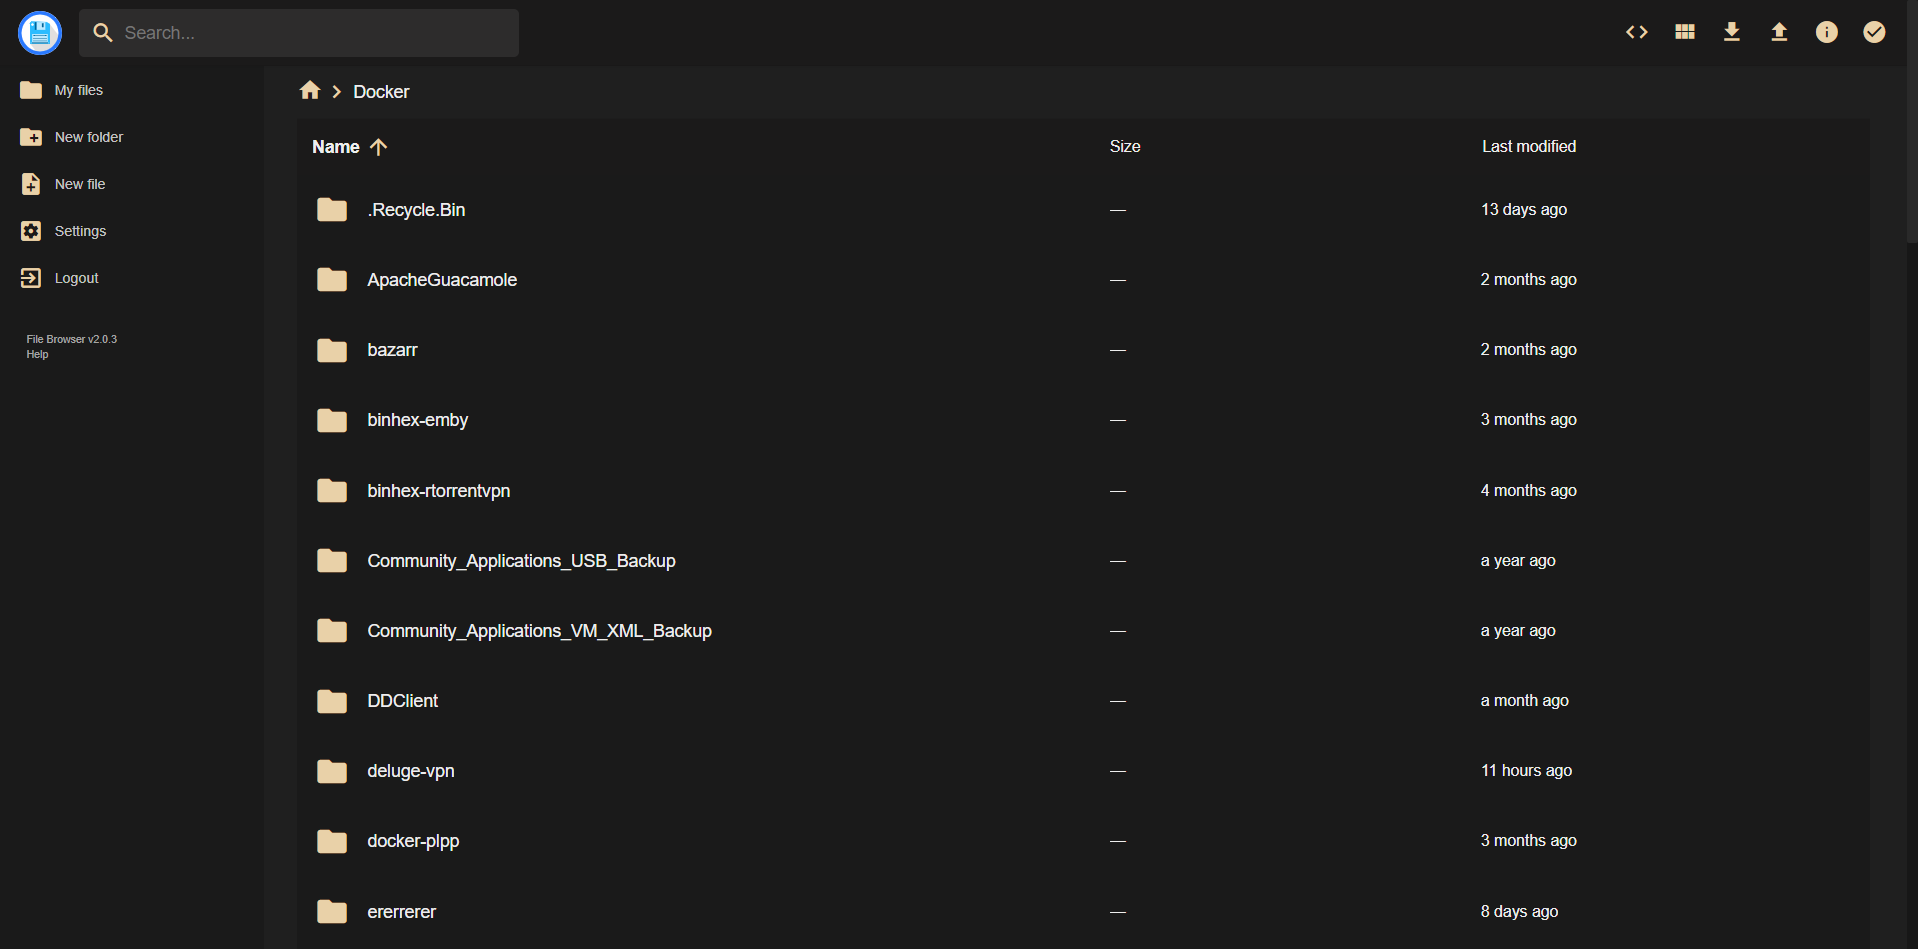 Search...
My files
New folder
New file
Settings
Logout
File Browser v2.0.3
Help
Docker
Name Size Last modified
.Recycle.Bin — 13 days ago
ApacheGuacamole — 2 months ago
bazarr — 2 months ago
binhex-emby — 3 months ago
binhex-rtorrentvpn — 4 months ago
Community_Applications_USB_Backup — a year ago
Community_Applications_VM_XML_Backup — a year ago
DDClient — a month ago
deluge-vpn — 11 hours ago
docker-plpp — 3 months ago
ererrerer — 8 days ago